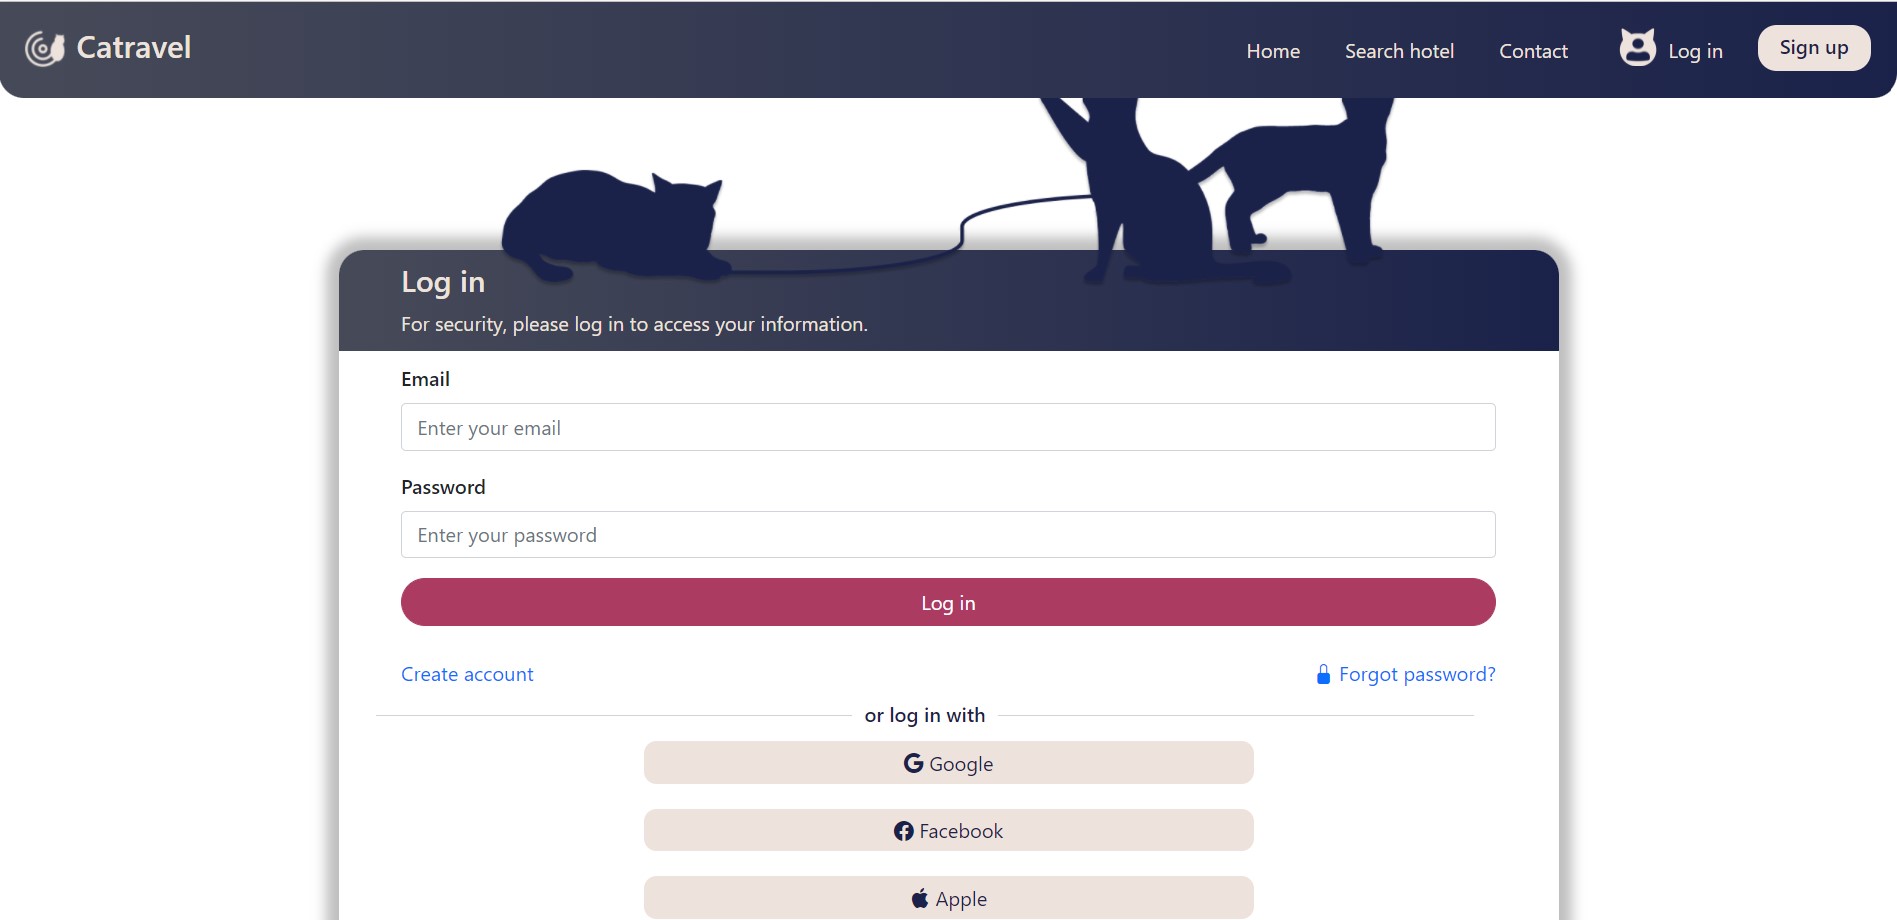 Catravel
Home Search hotel Contact Log in Sign up
Log in
For security, please log in to access your information.
Email
Enter your email
Password
Enter your password
Log in
Create account Forgot password?
or log in with
Google
Facebook
Apple